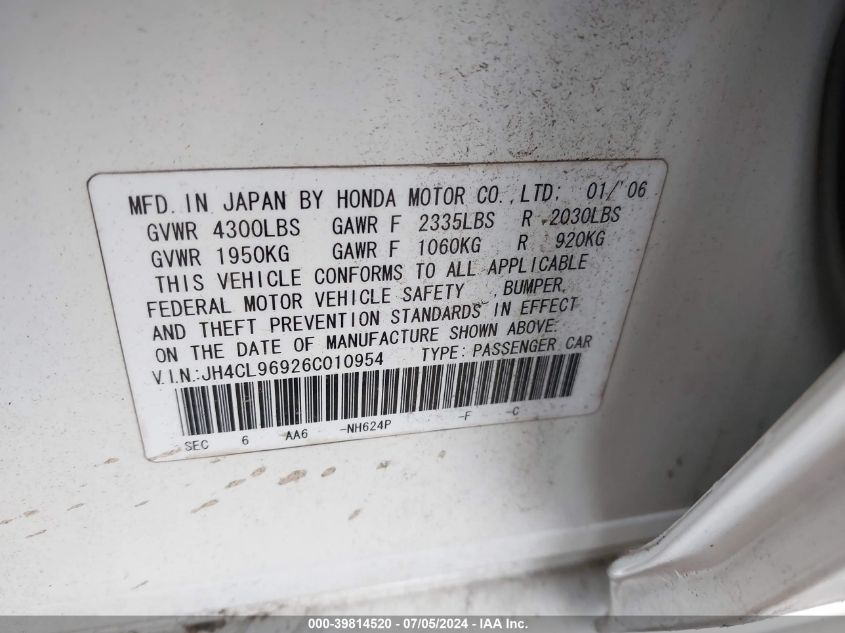 MFD. IN JAPAN BY HONDA MOTOR CO.,LTD; 01/'06
GVWR 4300LBS GAWR F 2335LBS R 2030LBS
GVWR 1950KG GAWR F 1060KG R 920KG
THIS VEHICLE CONFORMS TO ALL APPLICABLE
FEDERAL MOTOR VEHICLE SAFETY ,BUMPER,
AND THEFT PREVENTION STANDARDS IN EFFECT
ON THE DATE OF MANUFACTURE SHOWN ABOVE.
V.I.N.:JH4CL96926C010954 TYPE: PASSENGER CAR
SEC 6 AA6 -NH624P -F -C
000-39814520 - 07/05/2024 - IAA Inc.